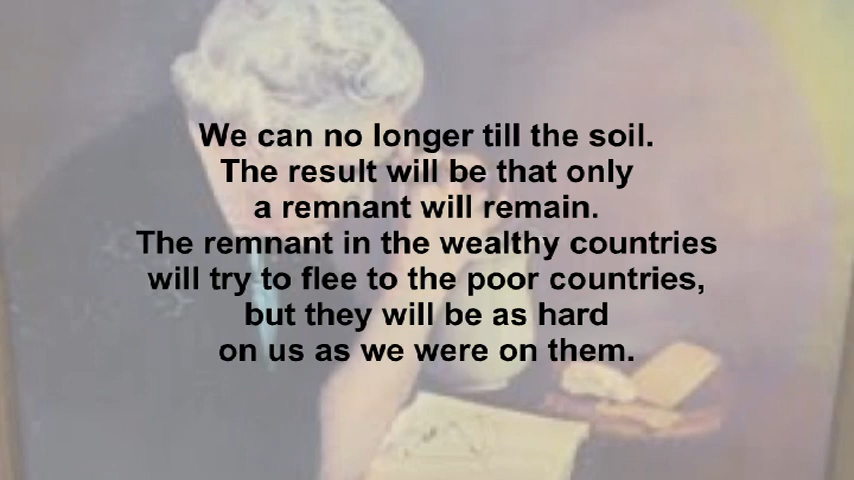 We can no longer till the soil.
The result will be that only
a remnant will remain.
The remnant in the wealthy countries
will try to flee to the poor countries,
but they will be as hard
on us as we were on them.